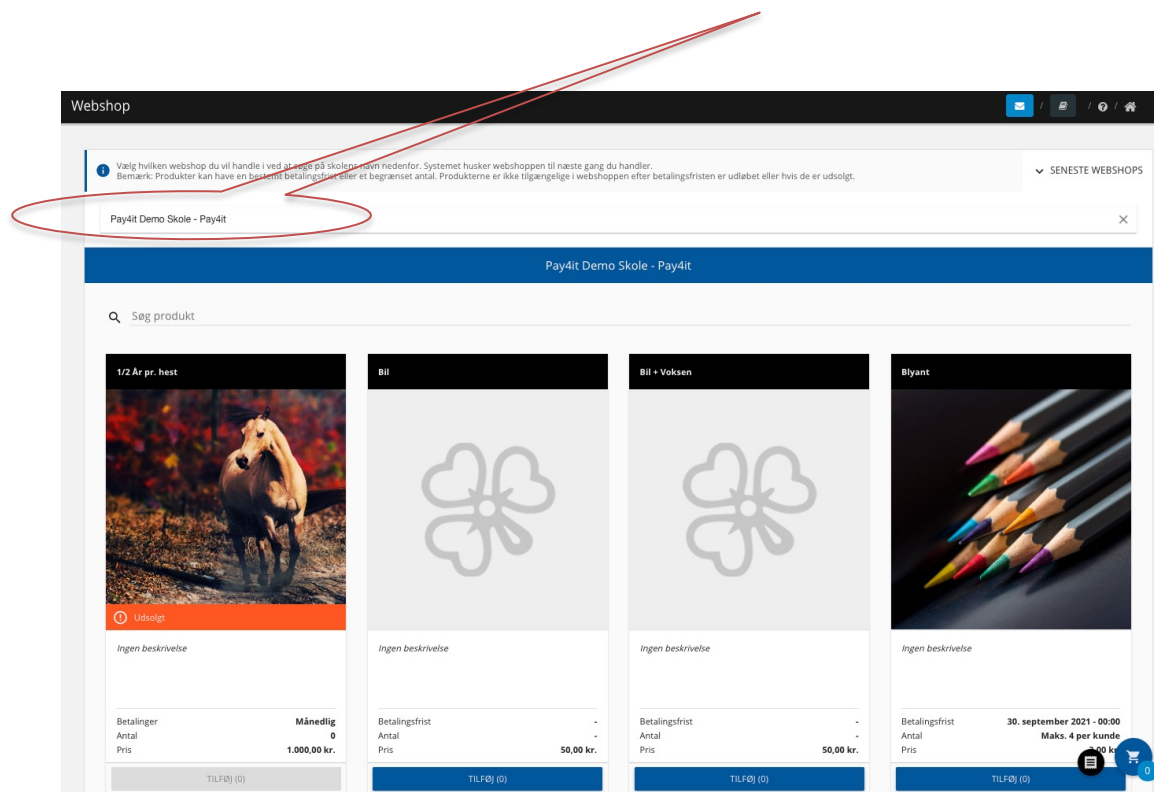 Webshop
/ / /
Vælg hvilken webshop du vil handle i ved at søge på skolens navn nedenfor. Systemet husker webshoppen til næste gang du handler.
Bemærk: Produkter kan have en bestemt betalingsfrist eller et begrænset antal. Produkterne er ikke tilgængelige i webshoppen efter betalingsfristen er udløbet eller hvis de er udsolgt.
SENESTE WEBSHOPS
Pay4it Demo Skole - Pay4it
Pay4it Demo Skole - Pay4it
Søg produkt
1/2 År pr. hest
Udsolgt
Ingen beskrivelse
Betalinger Månedlig
Antal 0
Pris 1.000,00 kr.
TILFØJ (0)
Bil
Ingen beskrivelse
Betalingsfrist -
Antal -
Pris 50,00 kr.
TILFØJ (0)
Bil + Voksen
Ingen beskrivelse
Betalingsfrist -
Antal -
Pris 50,00 kr.
TILFØJ (0)
Blyant
Ingen beskrivelse
Betalingsfrist 30. september 2021 - 00:00
Antal Maks. 4 per kunde
Pris
TILFØJ (0)
0